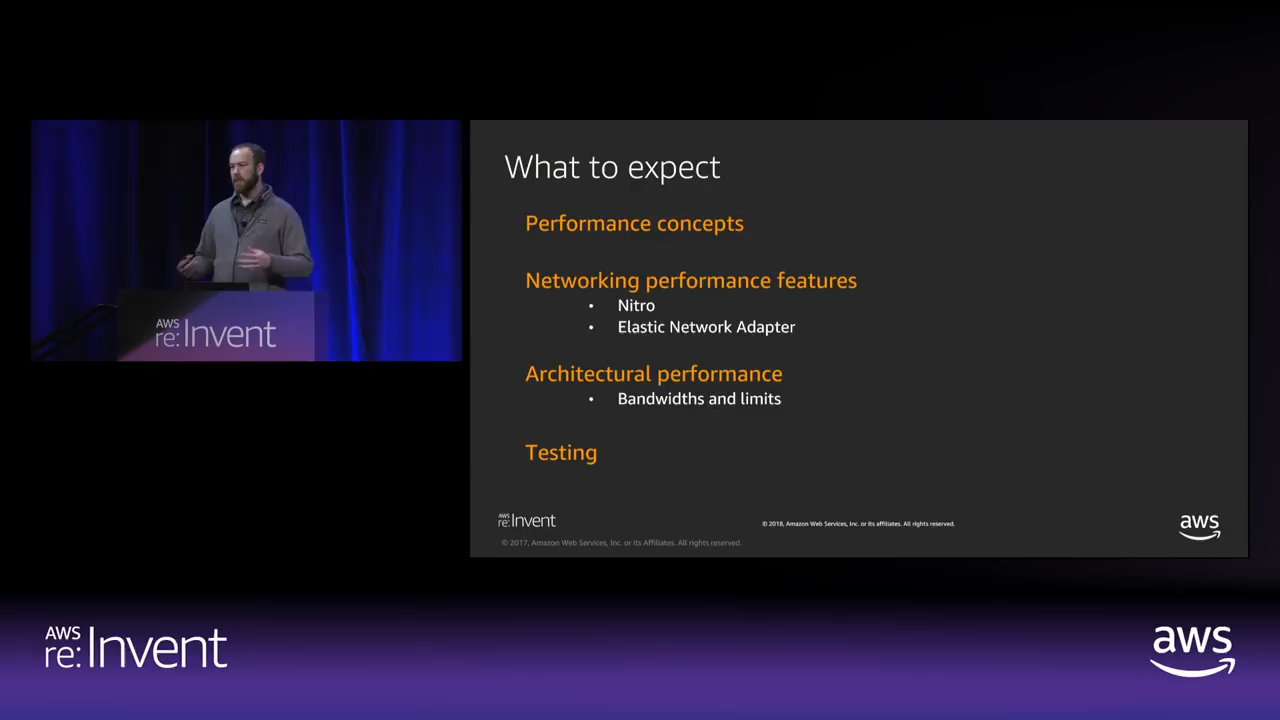 What to expect
Performance concepts
Networking performance features
• Nitro
• Elastic Network Adapter
Architectural performance
• Bandwidths and limits
Testing
AWS
re:Invent
AWS
re:Invent
© 2018, Amazon Web Services, Inc. or its affiliates. All rights reserved.
aws
© 2017, Amazon Web Services, Inc. or its Affiliates. All rights reserved.
AWS
re:Invent
aws